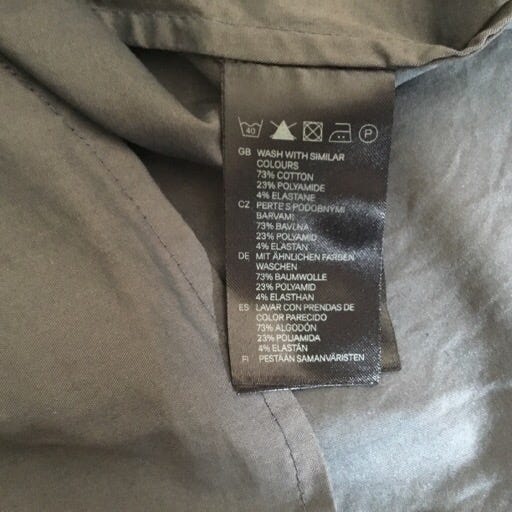 40
P
GB WASH WITH SIMILAR
COLOURS
73% COTTON
23% POLYAMIDE
4% ELASTANE
CZ PERTE S PODOBNÝMI
BARVAMI
73% BAVLNA
23% POLYAMID
4% ELASTAN
DE MIT ÄHNLICHEN FARBEN
WASCHEN
73% BAUMWOLLE
23% POLYAMID
4% ELASTHAN
ES LAVAR CON PRENDAS DE
COLOR PARECIDO
73% ALGODÓN
23% POLIAMIDA
4% ELASTÁN
FI PESTÄÄN SAMANVÄRISTEN